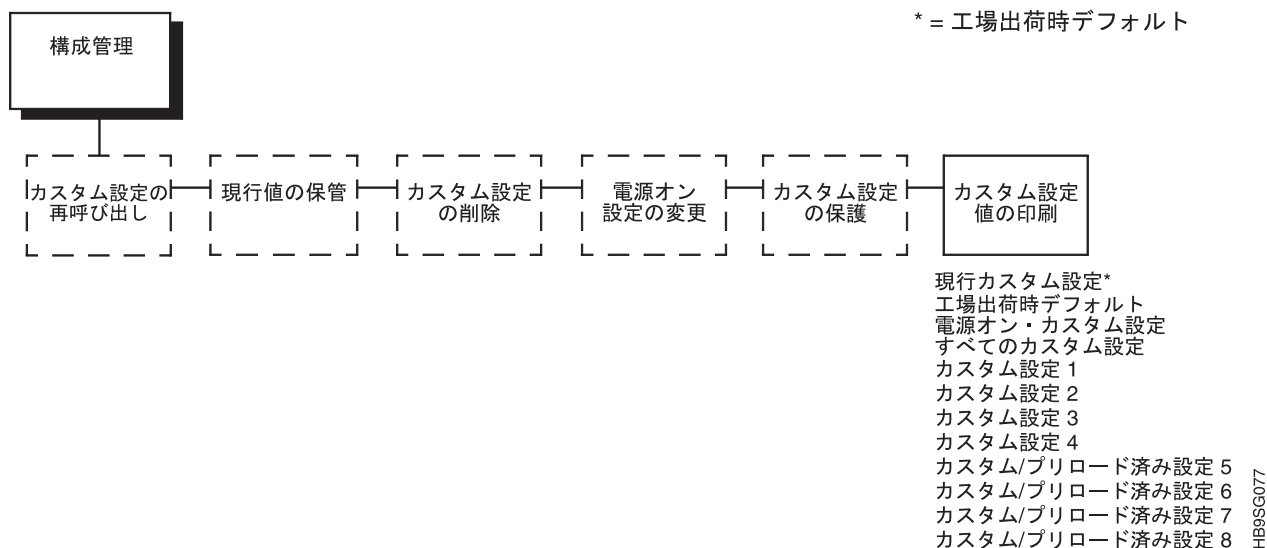 * = 工場出荷時デフォルト
構成管理
カスタム設定の
再呼び出し
現行値の保管
カスタム設定
の削除
電源オン
設定の変更
カスタム設定
の保護
カスタム設定
値の印刷
現行カスタム設定*
工場出荷時デフォルト
電源オン・カスタム設定
すべてのカスタム設定
カスタム設定 1
カスタム設定 2
カスタム設定 3
カスタム設定 4
カスタム/プリロード済み設定 5
カスタム/プリロード済み設定 6
カスタム/プリロード済み設定 7
カスタム/プリロード済み設定 8
HB9SG077